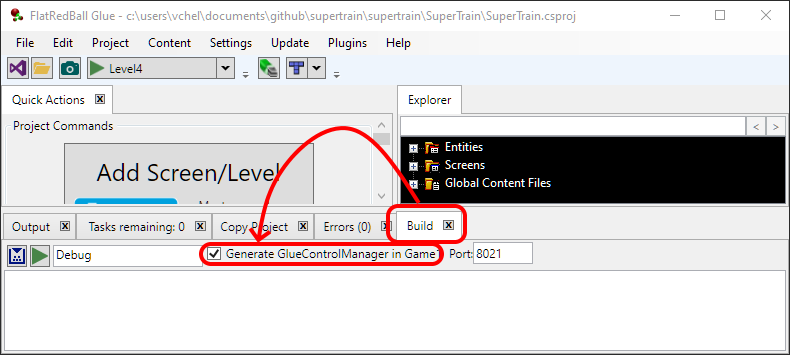 FlatRedBall Glue - c:\users\vchel\documents\github\supertrain\supertrain\SuperTrain\SuperTrain.csproj
File Edit Project Content Settings Update Plugins Help
Level4
Quick Actions
Explorer
Project Commands
Add Screen/Level
Entities
Screens
Global Content Files
Output Tasks remaining: 0 Copy Project Errors (0) Build
Debug Generate GlueControlManager in Game1 Port: 8021